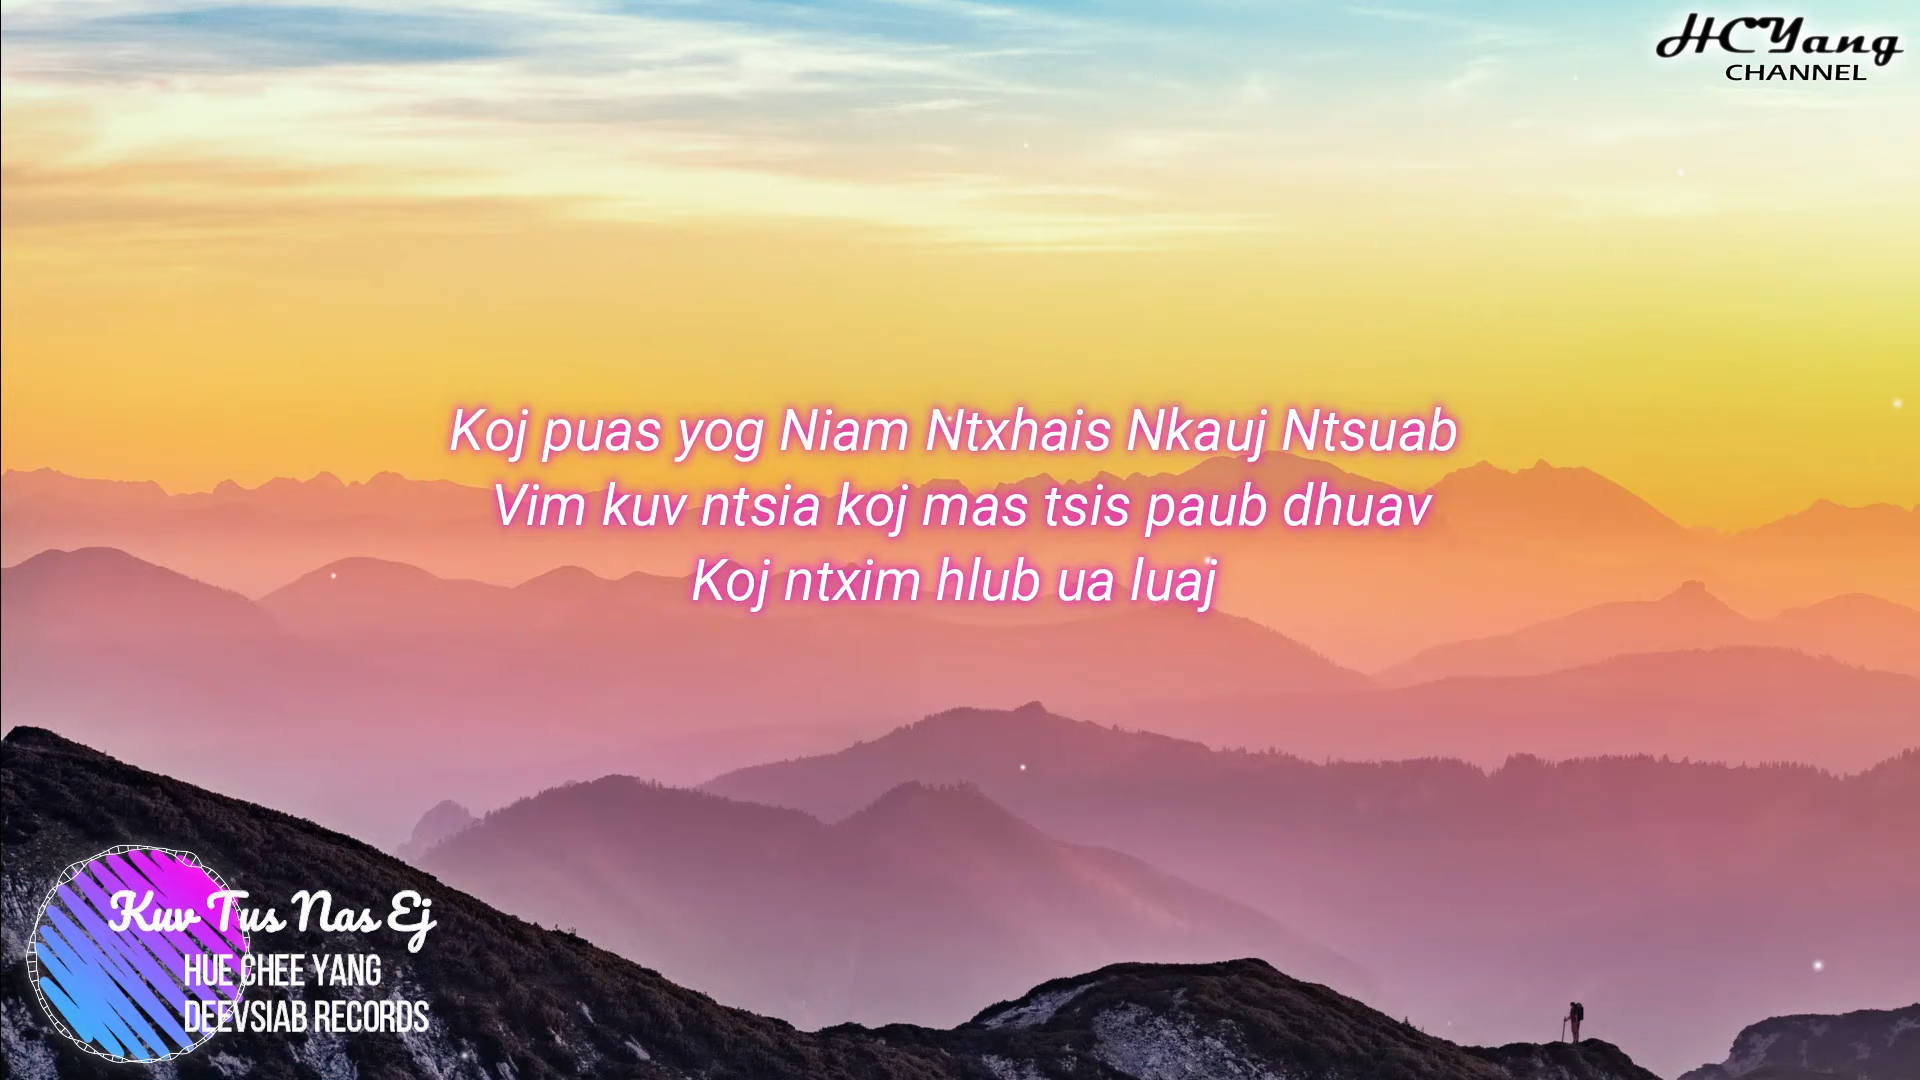 HCYang
CHANNEL
Koj puas yog Niam Ntxhais Nkauj Ntsuab
Vim kuv ntsia koj mas tsis paub dhuav
Koj ntxim hlub ua luaj
Kuv Tus Nas Ej
HUE CHEE YANG
DEEVSIAB RECORDS